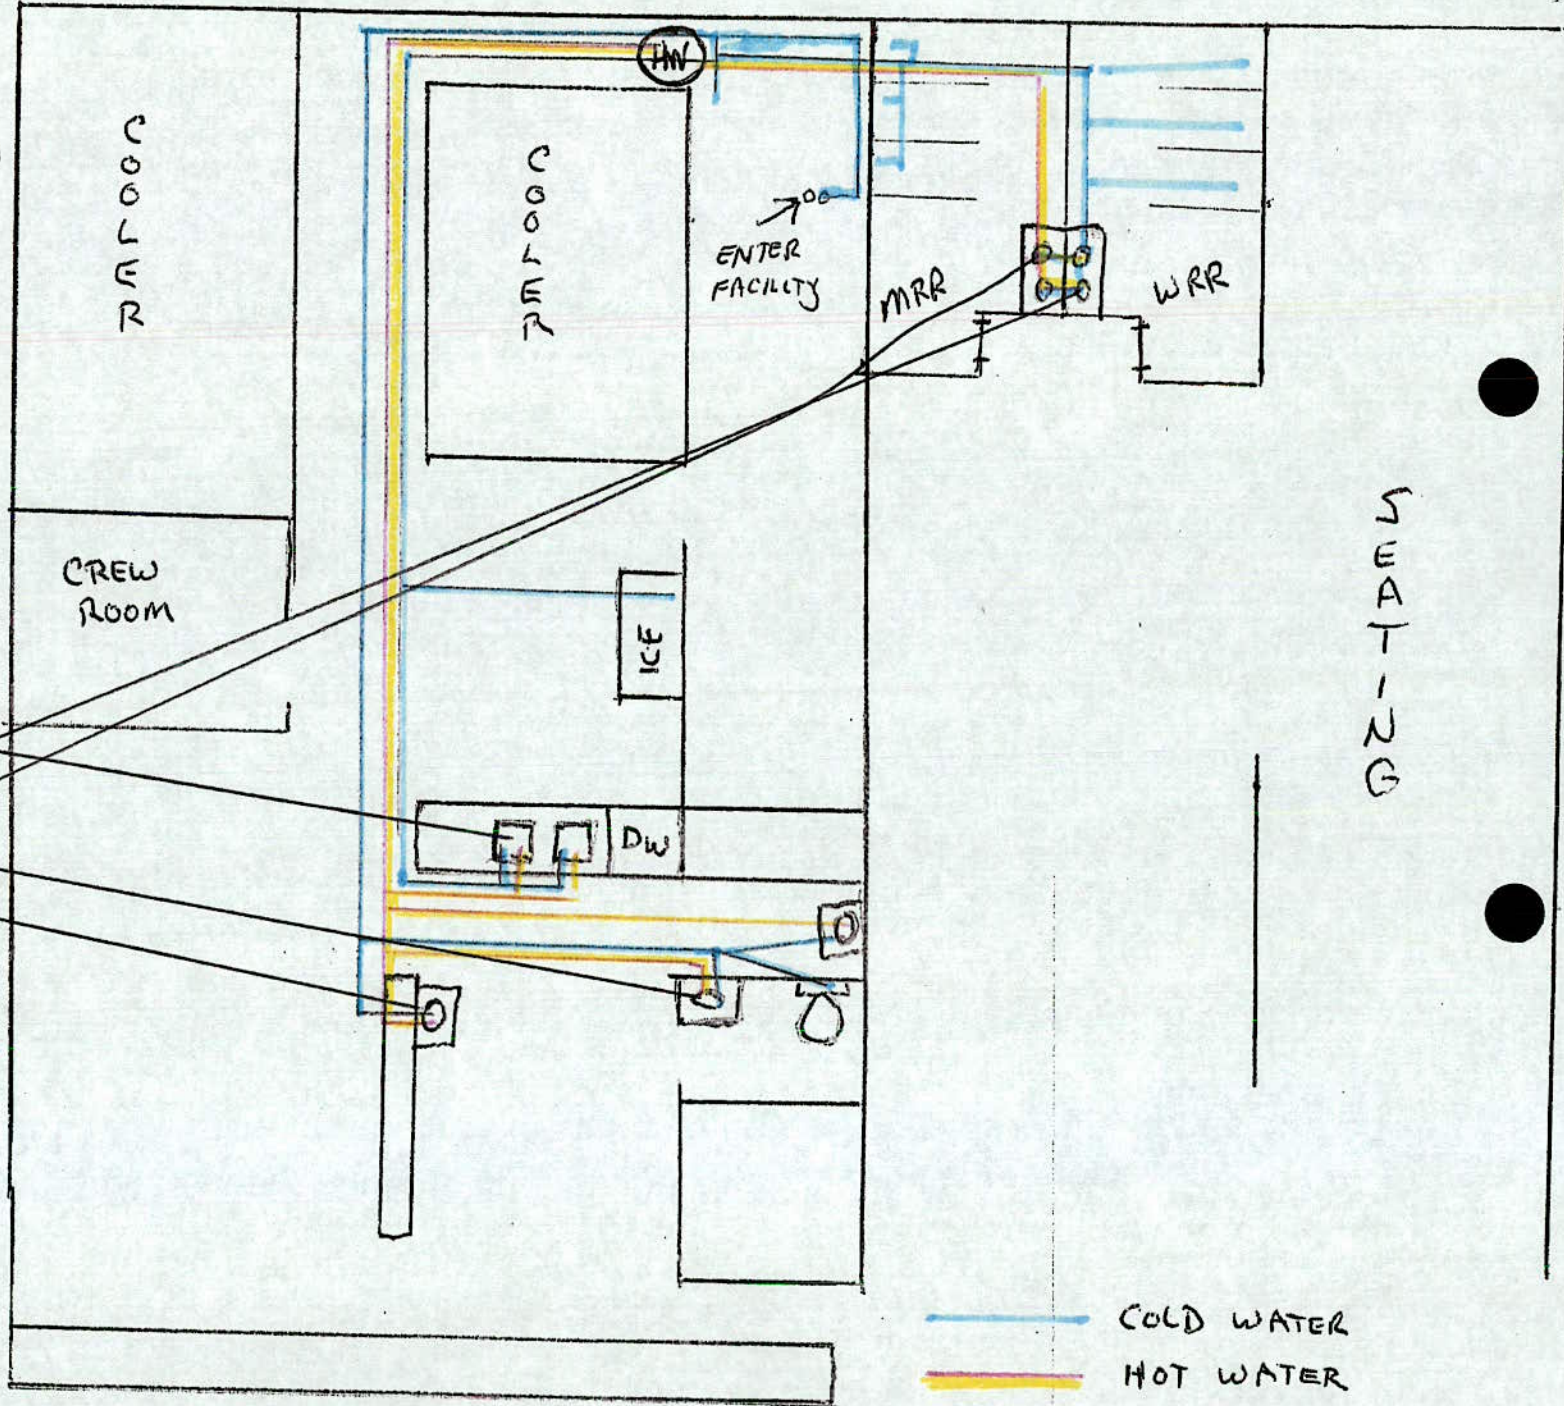 HW
COOLER
COOLER
ENTER
FACILITY
MRR
WRR
CREW
ROOM
ICE
SEATING
DW
COLD WATER
HOT WATER